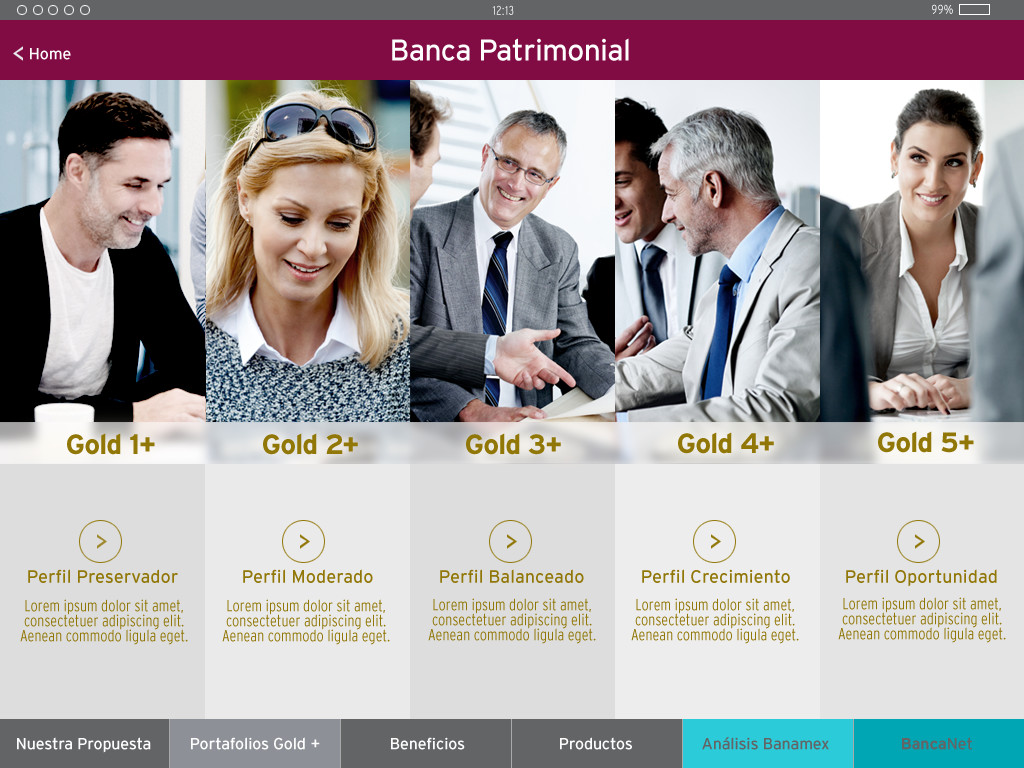 12:13
99%
< Home
Banca Patrimonial
Gold 1+
Gold 2+
Gold 3+
Gold 4+
Gold 5+
>
>
>
>
>
Perfil Preservador
Lorem ipsum dolor sit amet,
consectetuer adipiscing elit.
Aenean commodo ligula eget.
Perfil Moderado
Lorem ipsum dolor sit amet,
consectetuer adipiscing elit.
Aenean commodo ligula eget.
Perfil Balanceado
Lorem ipsum dolor sit amet,
consectetuer adipiscing elit.
Aenean commodo ligula eget.
Perfil Crecimiento
Lorem ipsum dolor sit amet,
consectetuer adipiscing elit.
Aenean commodo ligula eget.
Perfil Oportunidad
Lorem ipsum dolor sit amet,
consectetuer adipiscing elit.
Aenean commodo ligula eget.
Nuestra Propuesta
Portafolios Gold +
Beneficios
Productos
Análisis Banamex
BancaNet